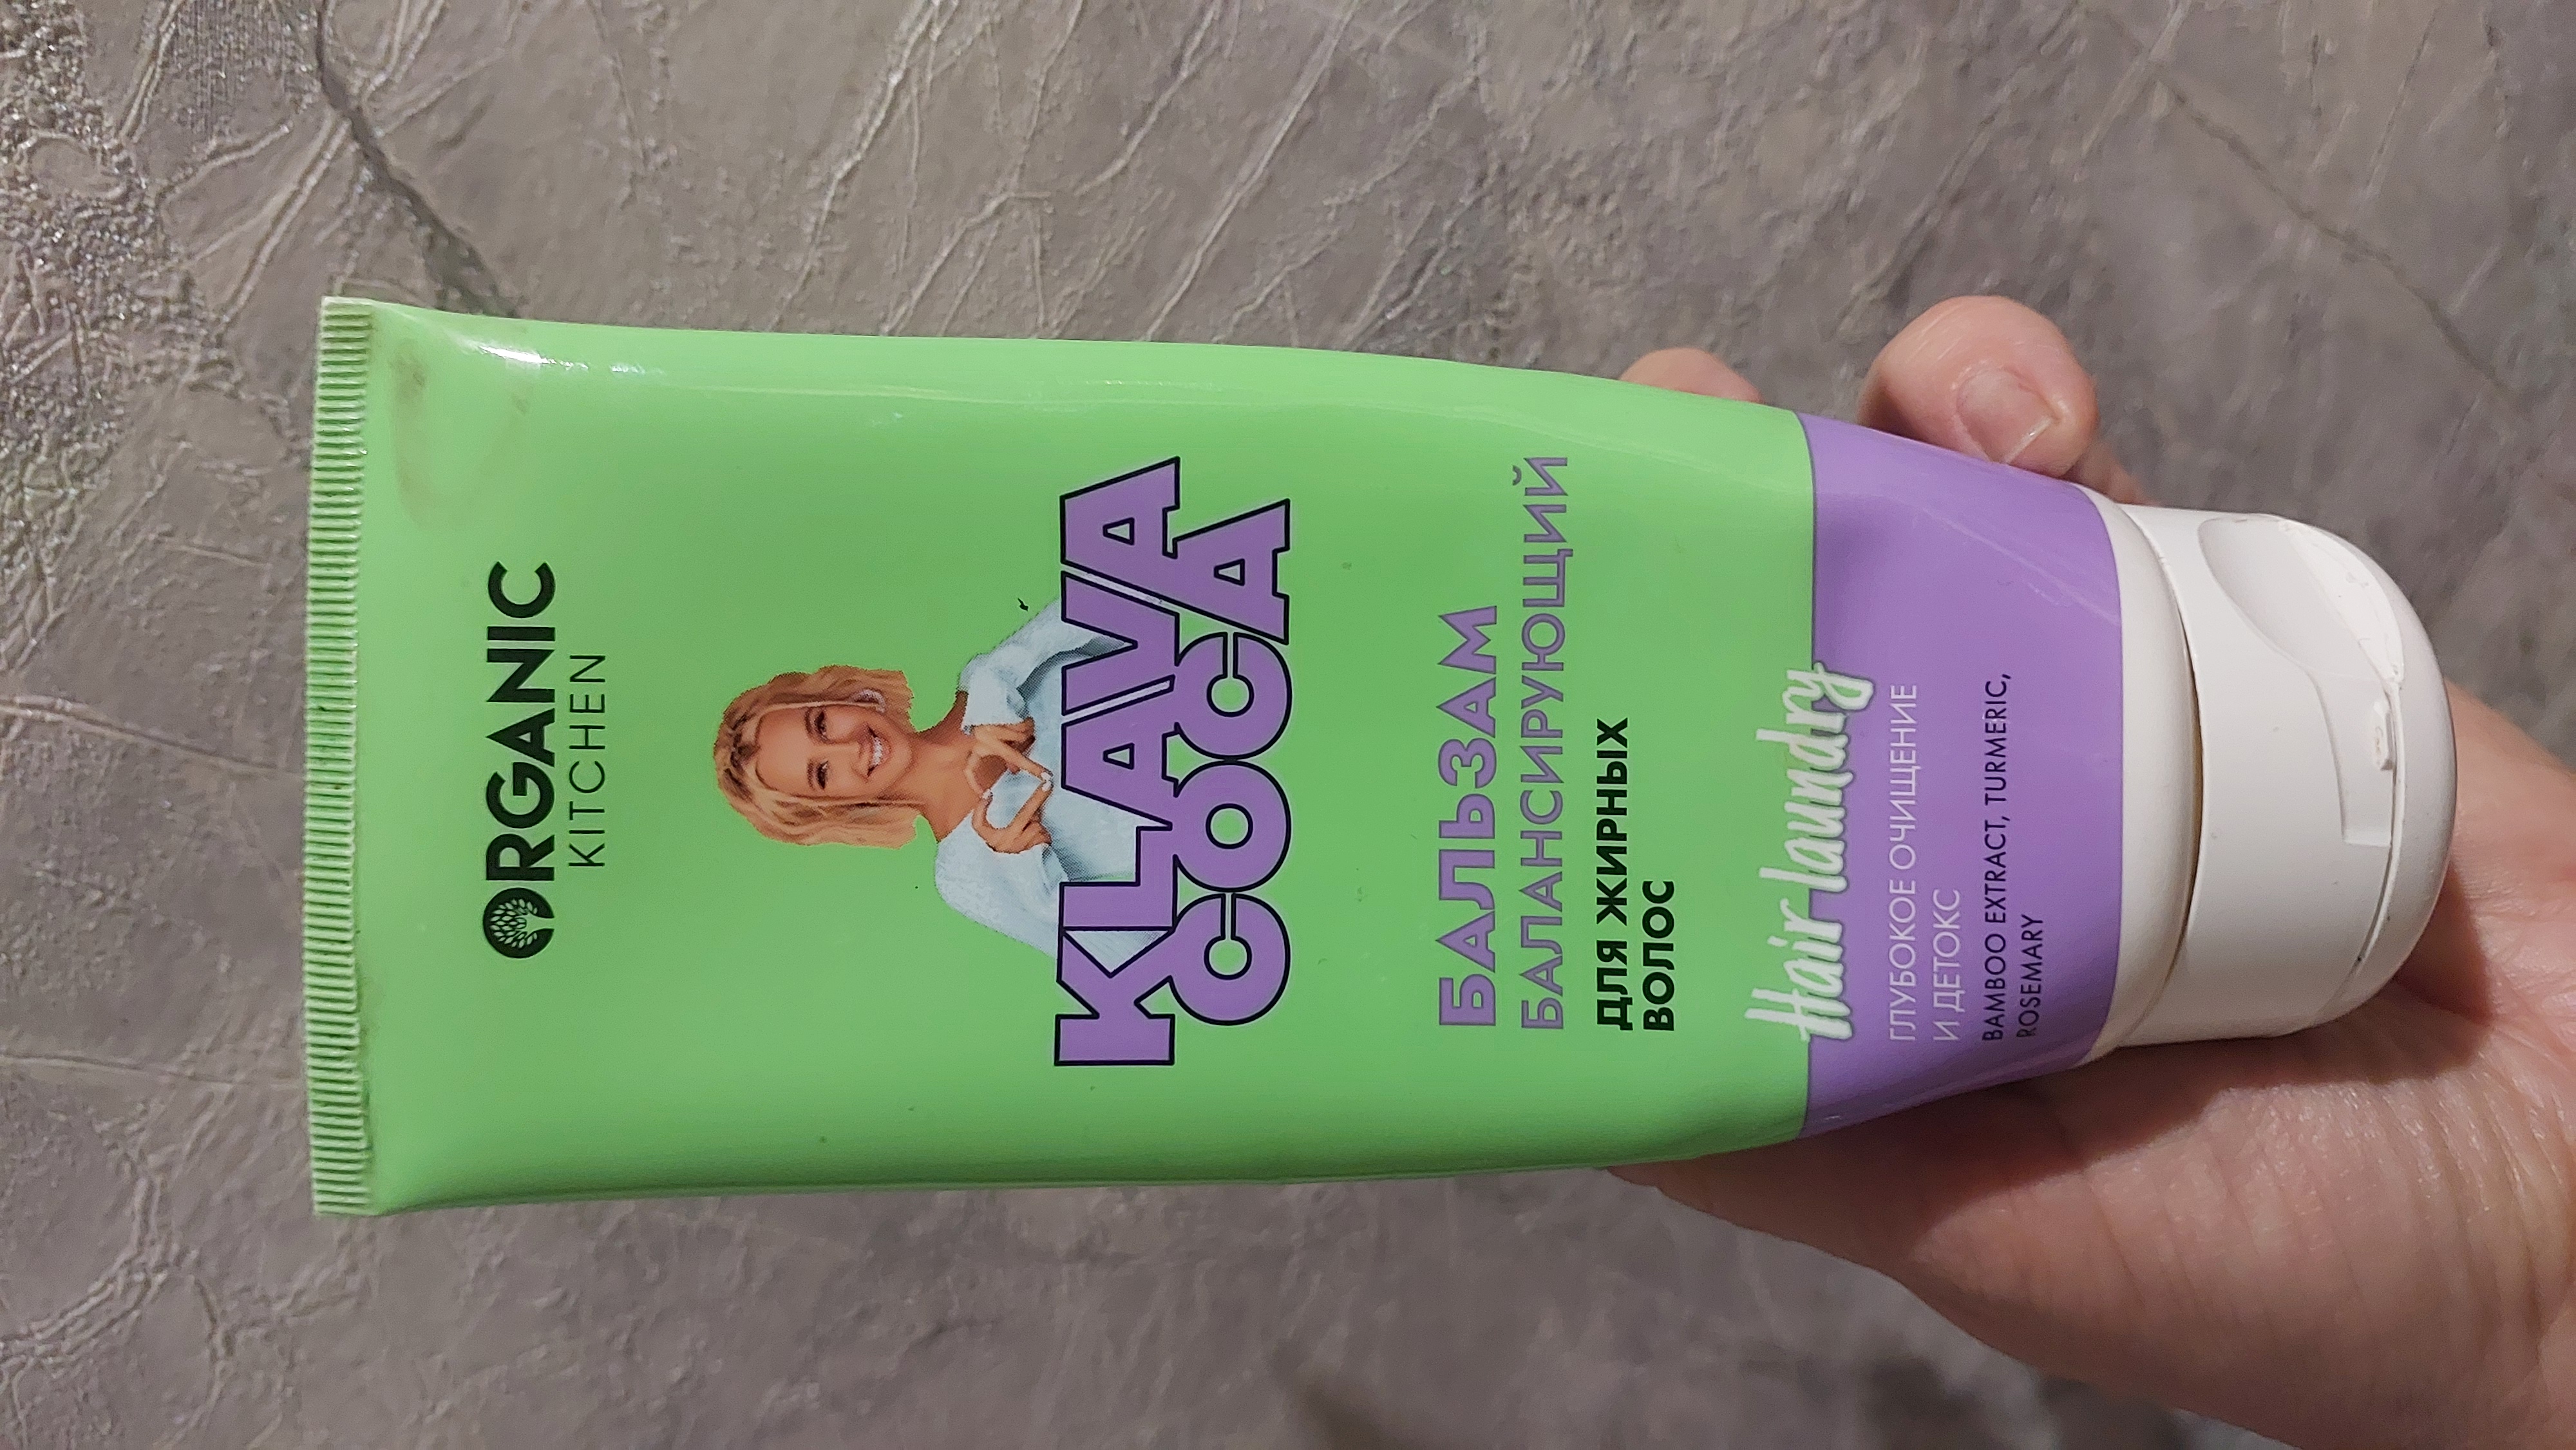 ORGANIC
KITCHEN
KLAVA
COCA
БАЛЬЗАМ
БАЛАНСИРУЮЩИЙ
ДЛЯ ЖИРНЫХ
ВОЛОС
Hair laundry
ГЛУБОКОЕ ОЧИЩЕНИЕ
И ДЕТОКС
BAMBOO EXTRACT, TURMERIC,
ROSEMARY